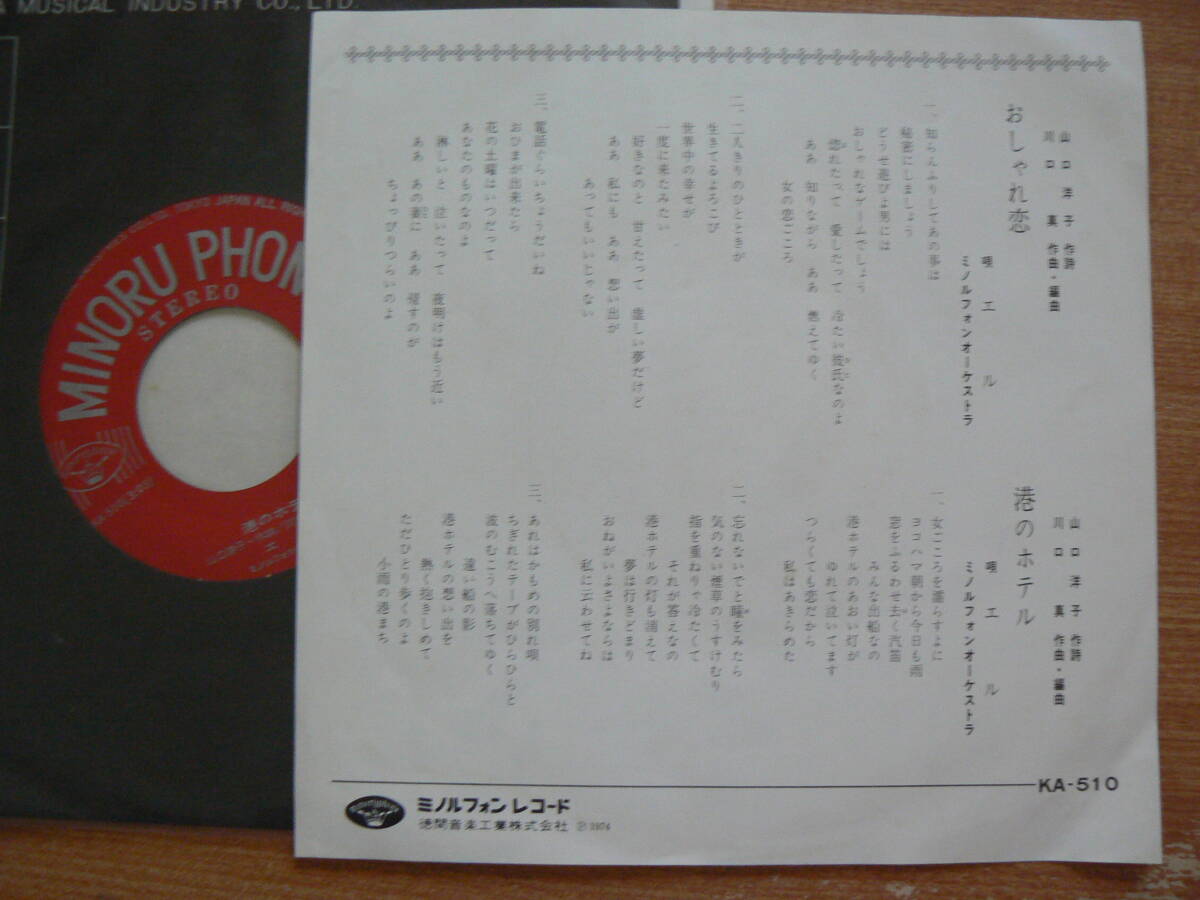 A MUSICAL INDUSTRY CO., LTD.
MINORU PHON
STEREO
おしゃれ恋
山口洋子 作詩
川口真 作曲・編曲
唄 エル
ミノルフォンオーケストラ
一、知らんふりしてあの事は
秘密にしましょう
どうせ遊びよ男には
おしゃれなゲームでしょう
惚れたって 愛したって 冷たい彼氏なのよ
ああ 知りながら ああ 燃えてゆく
女の恋ごころ
二、二人きりのひとときが
生きてるよろこび
世界中の幸せが
一度に来たみたい
好きなのと 甘えたって 虚しい夢だけど
ああ 私にも ああ 想い出が
あってもいいじゃない
三、電話ぐらいちょうだいね
おひまが出来たら
花の土曜はいつだって
あなたのものなのよ
淋しいと 泣いたって 夜明けはもう近い
ああ あの妻に ああ 帰すのが
ちょっぴりつらいのよ
港のホテル
山口洋子 作詩
川口真 作曲・編曲
唄 エル
ミノルフォンオーケストラ
一、女ごころを濡らすよに
ヨコハマ朝から今日も雨
窓をふるわせ去く汽笛
みんな出船なの
港ホテルのあおい灯が
ゆれて泣いてます
つらくても恋だから
私はあきらめた
二、忘れないでと瞳をみたら
気のない煙草のうすけむり
指を重ねりゃ冷たくて
それが答えなの
港ホテルの灯も消えて
夢は行きどまり
おねがいよさよならは
私に云わせてね
三、あれはかもめの別れ唄
ちぎれたテープがひらひらと
波のむこうへ落ちてゆく
遠い船の影
港ホテルの想い出を
熱く抱きしめて
ただひとり歩くのよ
小雨の港まち
KA-510
ミノルフォンレコード
徳間音楽工業株式会社 Ⓟ1974